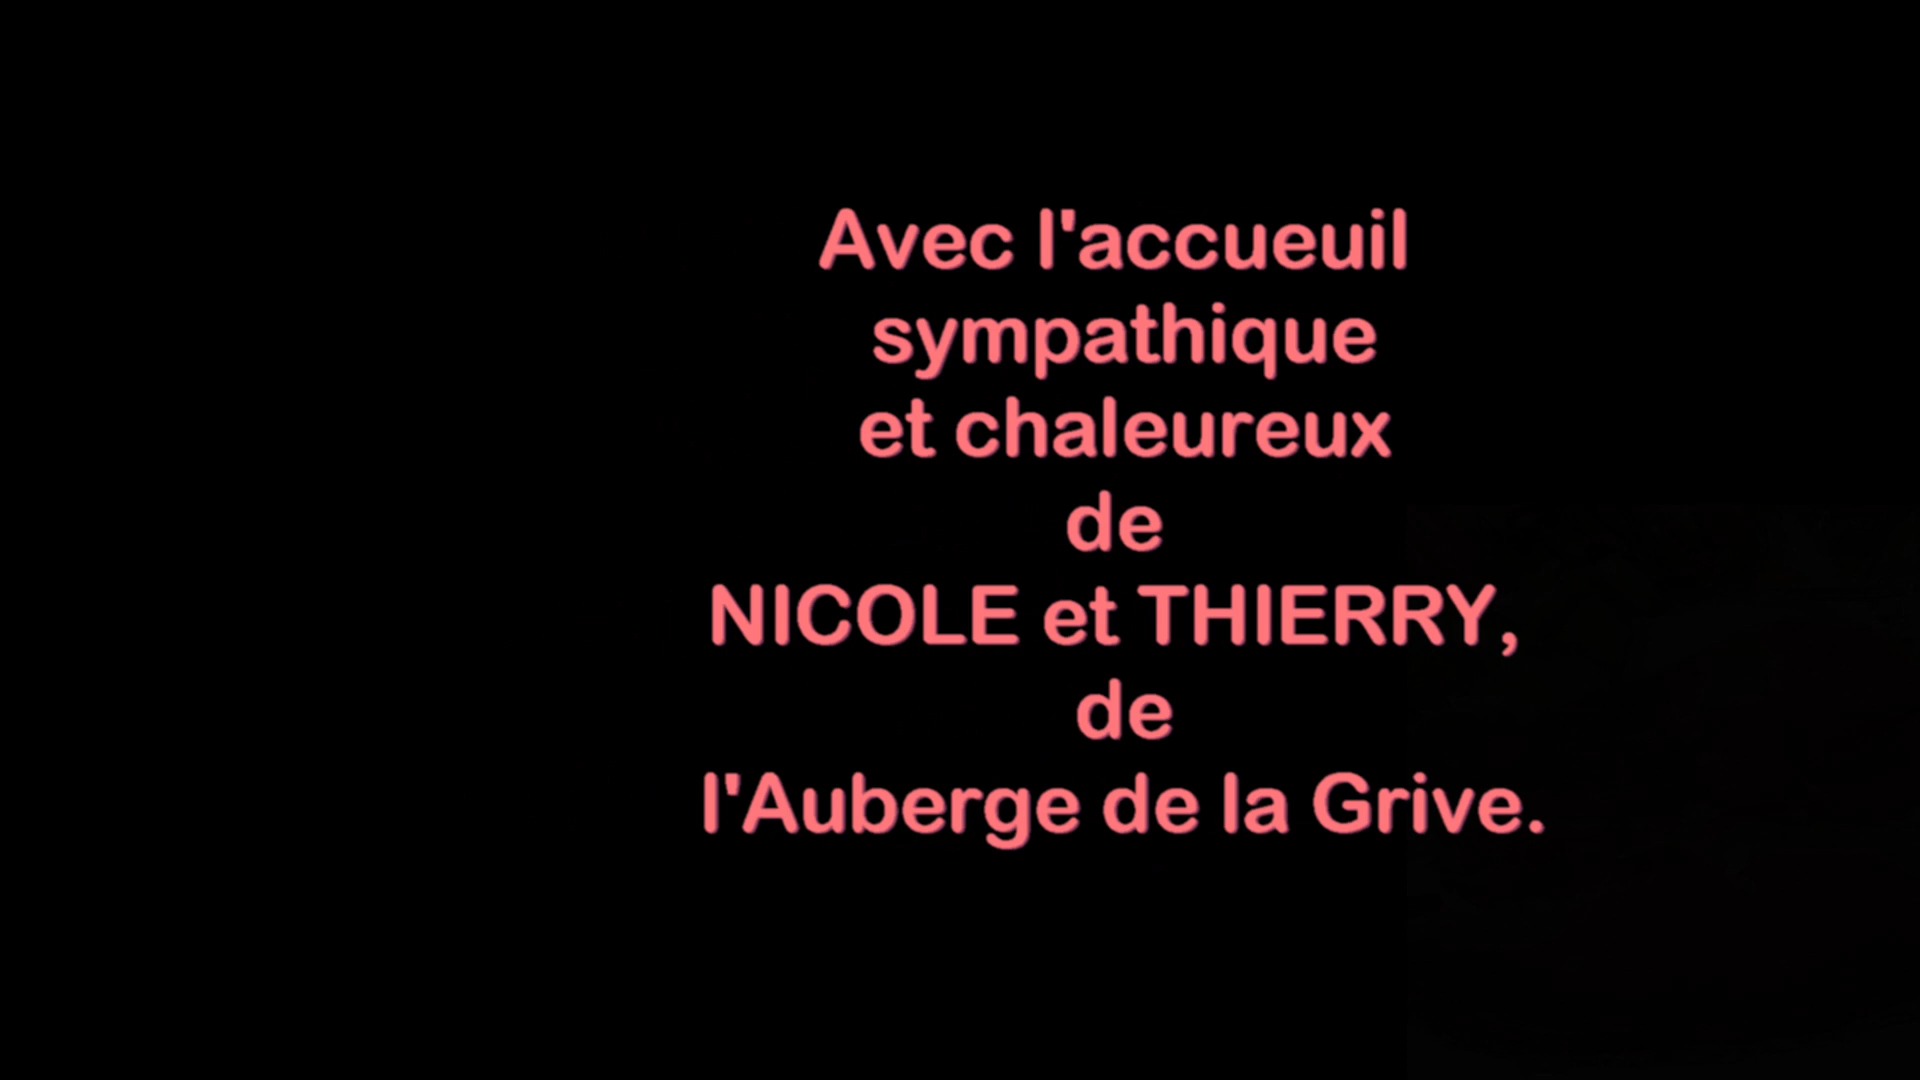 Avec l'accueuil
sympathique
et chaleureux
de
NICOLE et THIERRY,
de
l'Auberge de la Grive.